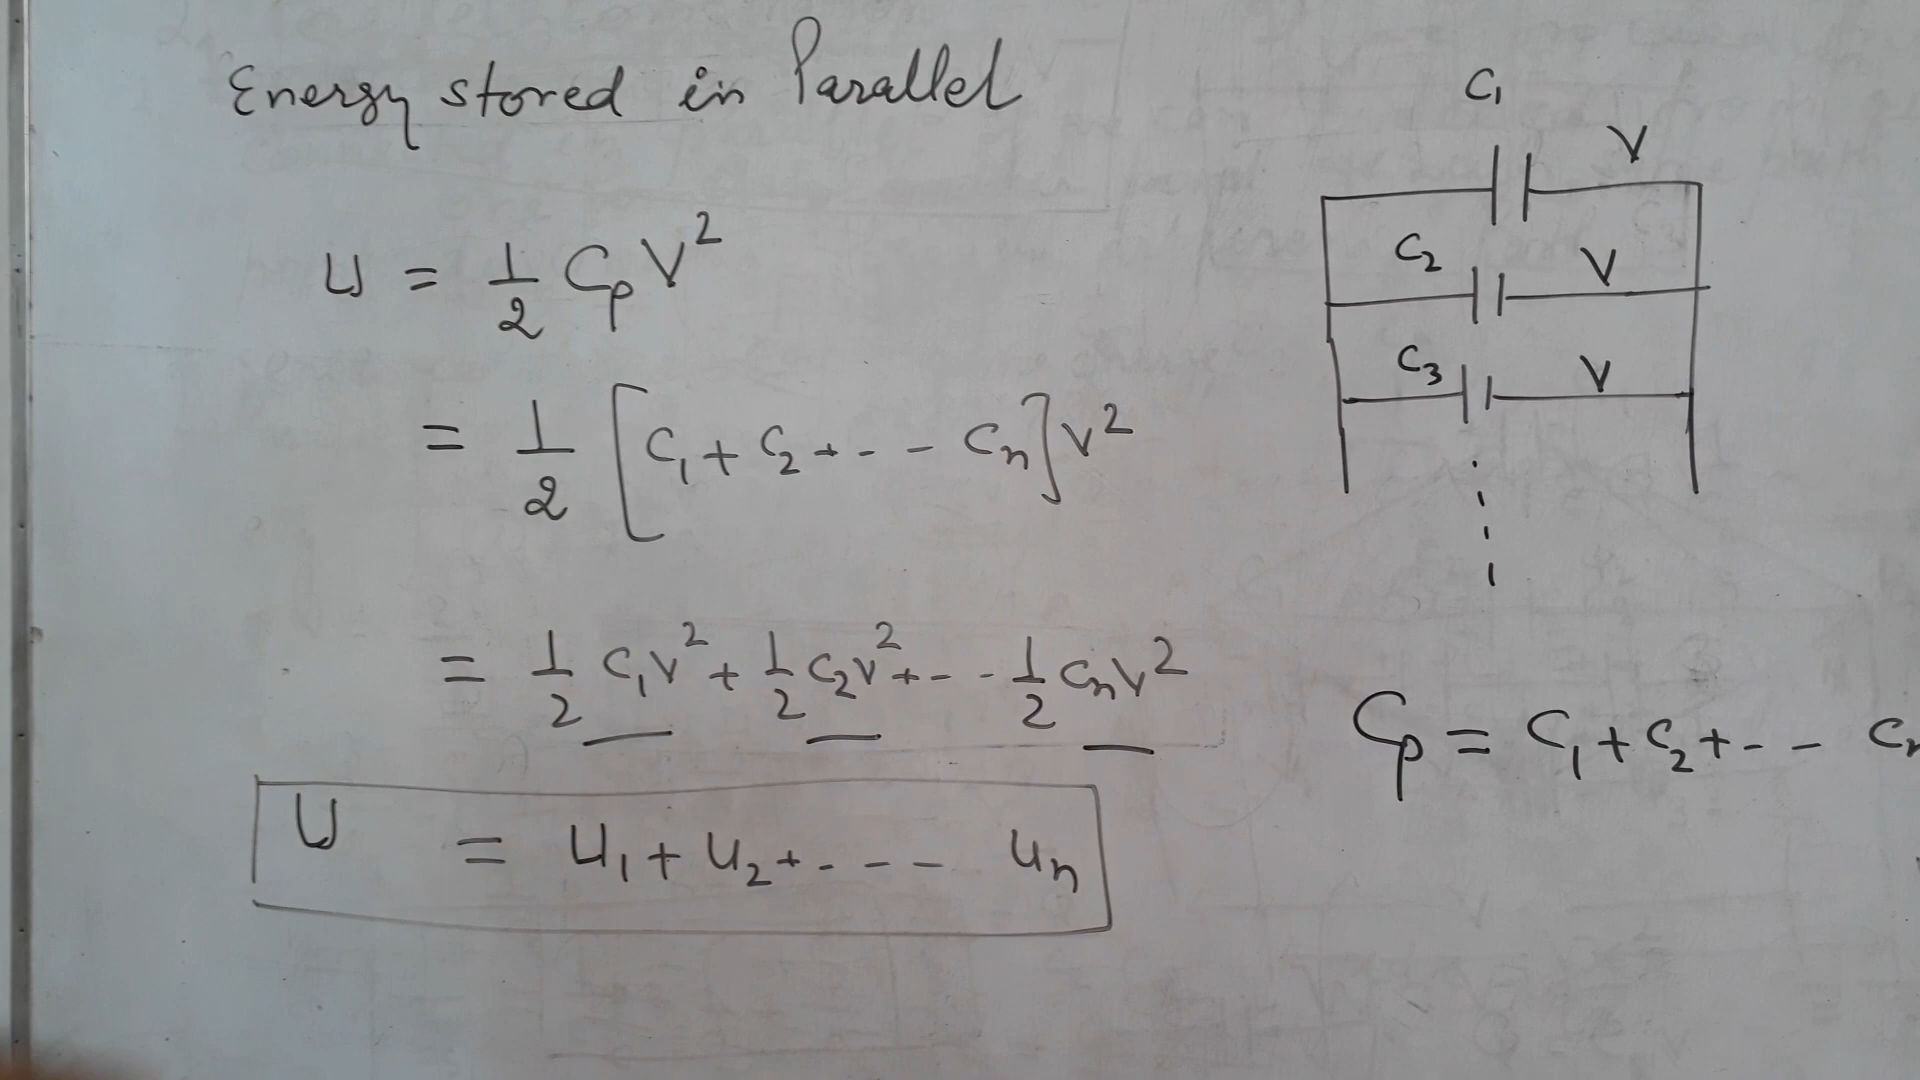 Energy stored in Parallel
U = 1/2 CpV²
= 1/2 [C₁ + C₂ + - - - Cn] V²
= 1/2 C₁V² + 1/2 C₂V² + - - - 1/2 CnV²
U = U₁ + U₂ + - - - - Un
C₁
V
C₂ V
C₃ V
Cp = C₁ + C₂ + - - - Cn